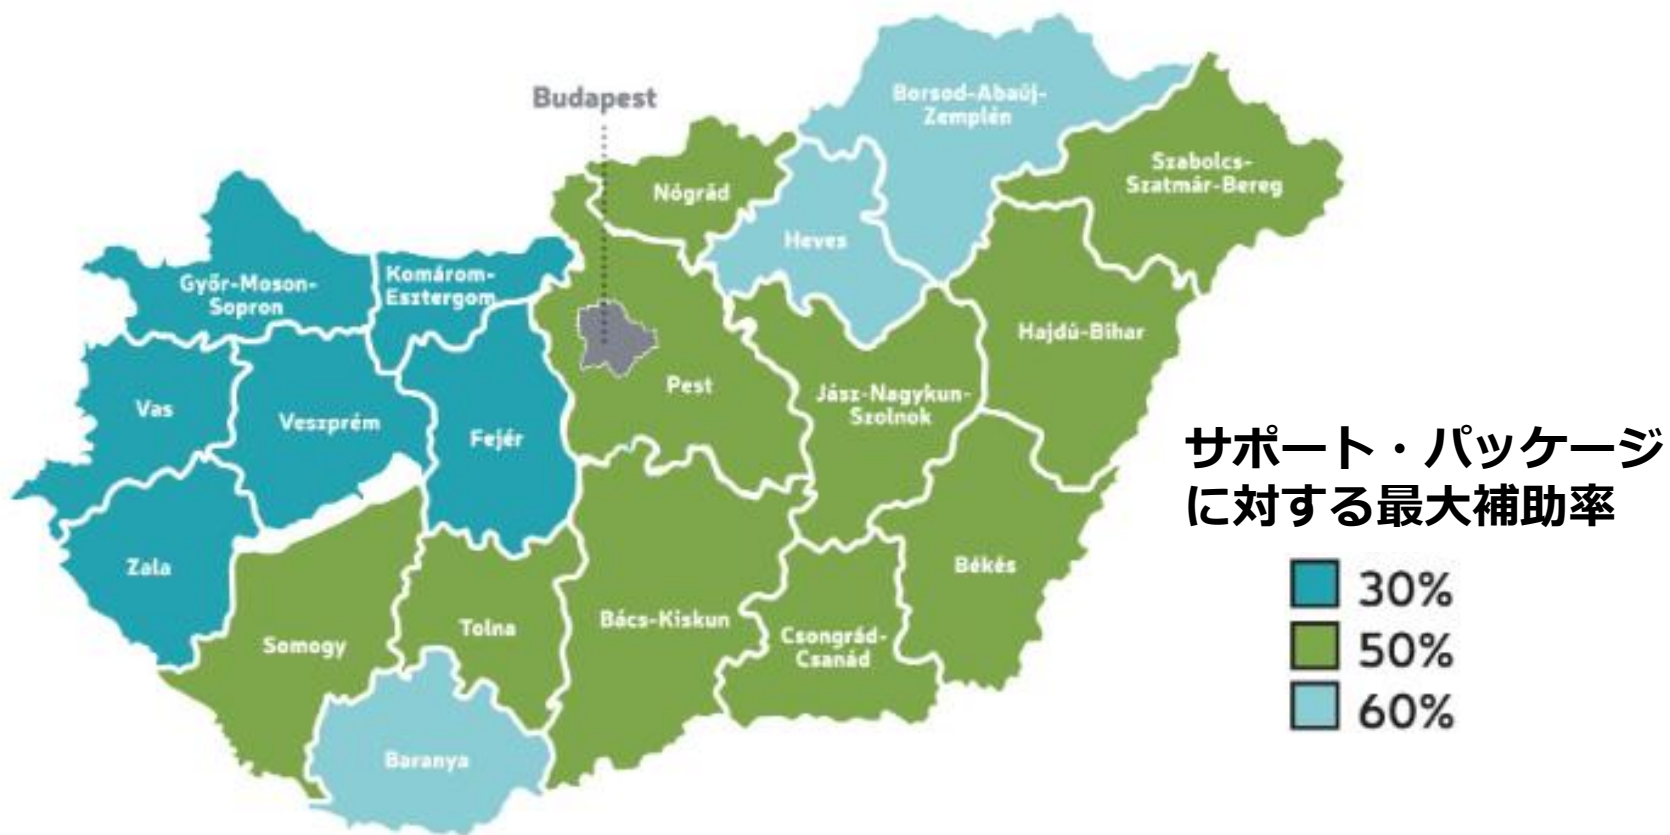 Budapest
Borsod-Abaúj-
Zemplén
Szabolcs-
Szatmár-Bereg
Nógrád
Heves
Győr-Moson-
Sopron
Komárom-
Esztergom
Hajdú-Bihar
Pest
Jász-Nagykun-
Szolnok
Vas
Veszprém
Fejér
サポート・パッケージ
に対する最大補助率
Zala
Békés
30%
Somogy
Tolna
Bács-Kiskun
Csongrád-
Csanád
50%
60%
Baranya